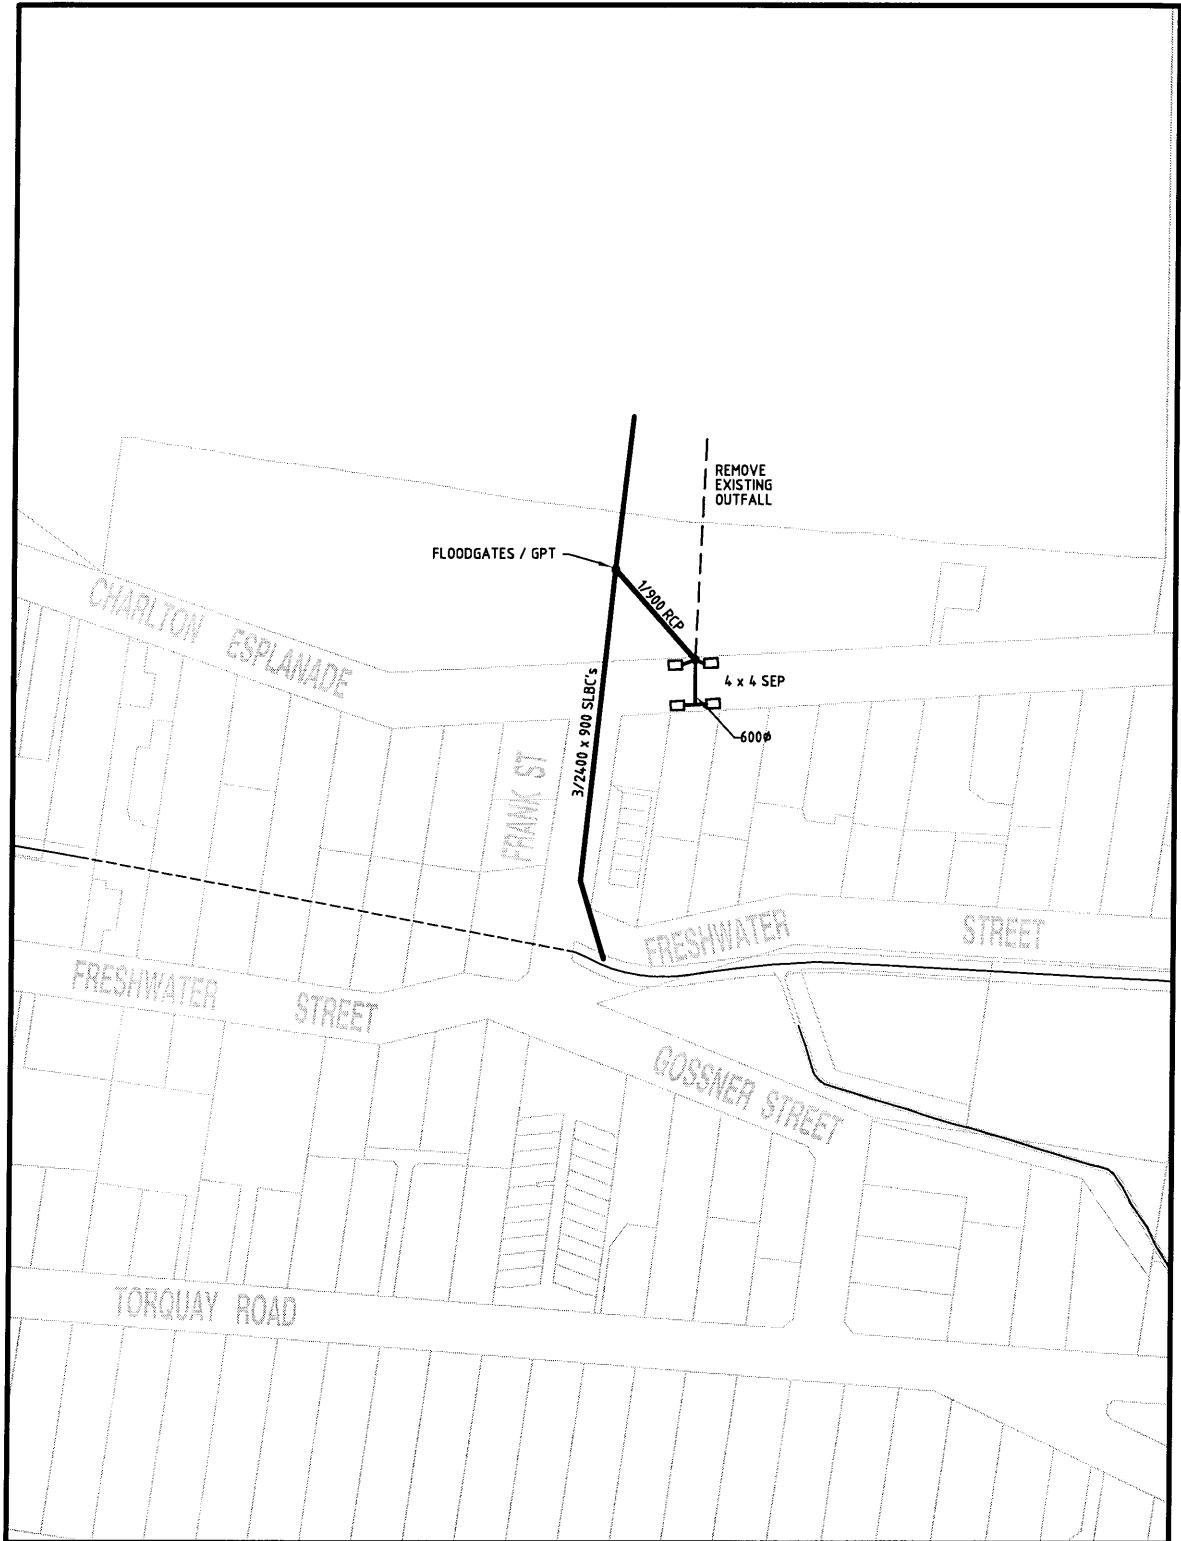 REMOVE
EXISTING
OUTFALL
FLOODGATES / GPT
1/900 RCP
CHARLTON ESPLANADE
4 x 4 SEP
3/2400 x 900 SLBC's
600ø
FRANK ST
FRESHWATER STREET
FRESHWATER STREET
GOSSNER STREET
TORQUAY ROAD